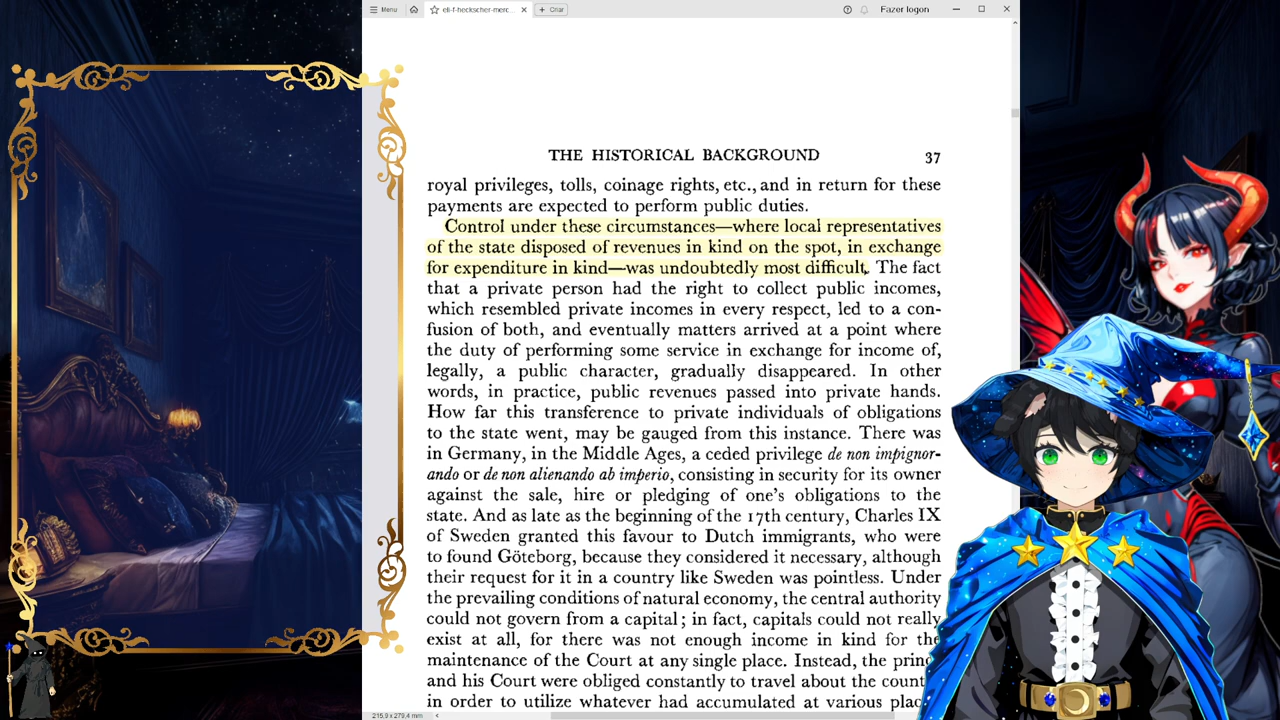 Menu
eli-f-heckscher-merc...
Criar
Fazer logon
THE HISTORICAL BACKGROUND 37
royal privileges, tolls, coinage rights, etc., and in return for these
payments are expected to perform public duties.
Control under these circumstances—where local representatives
of the state disposed of revenues in kind on the spot, in exchange
for expenditure in kind—was undoubtedly most difficult. The fact
that a private person had the right to collect public incomes,
which resembled private incomes in every respect, led to a con-
fusion of both, and eventually matters arrived at a point where
the duty of performing some service in exchange for income of,
legally, a public character, gradually disappeared. In other
words, in practice, public revenues passed into private hands.
How far this transference to private individuals of obligations
to the state went, may be gauged from this instance. There was
in Germany, in the Middle Ages, a ceded privilege de non impignor-
ando or de non alienando ab imperio, consisting in security for its owner
against the sale, hire or pledging of one's obligations to the
state. And as late as the beginning of the 17th century, Charles IX
of Sweden granted this favour to Dutch immigrants, who were
to found Göteborg, because they considered it necessary, although
their request for it in a country like Sweden was pointless. Under
the prevailing conditions of natural economy, the central authority
could not govern from a capital; in fact, capitals could not really
exist at all, for there was not enough income in kind for the
maintenance of the Court at any single place. Instead, the princ
and his Court were obliged constantly to travel about the count
in order to utilize whatever had accumulated at various plac
215,9 x 279,4 mm